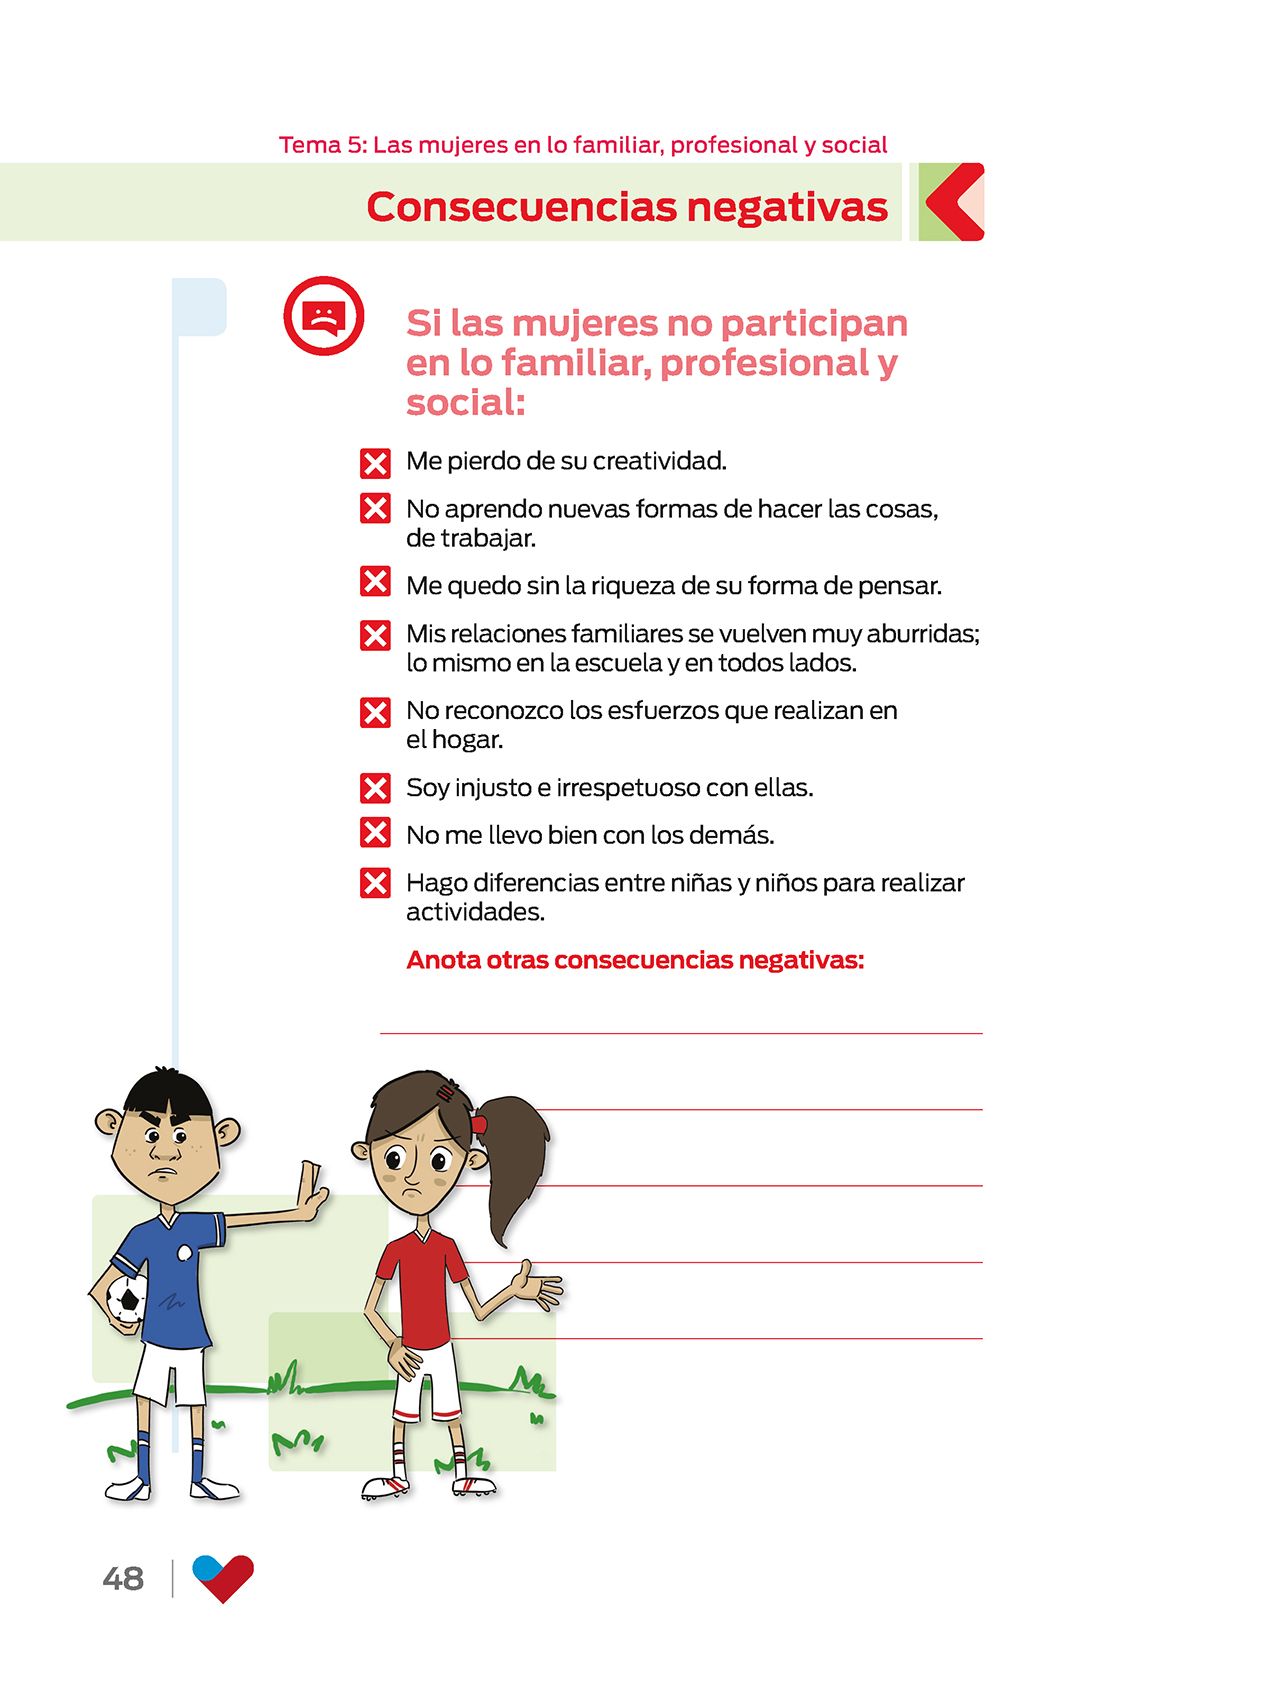 Tema 5: Las mujeres en lo familiar, profesional y social
Consecuencias negativas
Si las mujeres no participan
en lo familiar, profesional y
social:
Me pierdo de su creatividad.
No aprendo nuevas formas de hacer las cosas,
de trabajar.
Me quedo sin la riqueza de su forma de pensar.
Mis relaciones familiares se vuelven muy aburridas;
lo mismo en la escuela y en todos lados.
No reconozco los esfuerzos que realizan en
el hogar.
Soy injusto e irrespetuoso con ellas.
No me llevo bien con los demás.
Hago diferencias entre niñas y niños para realizar
actividades.
Anota otras consecuencias negativas:
48